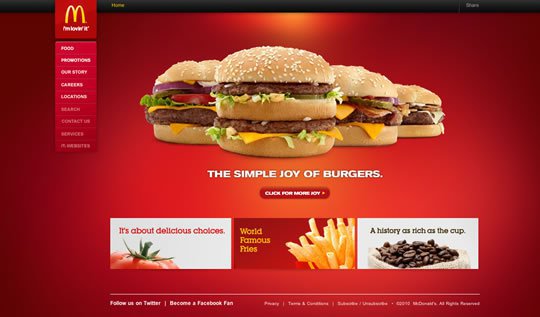 Home
Share
i'm lovin' it
FOOD
PROMOTIONS
OUR STORY
CAREERS
LOCATIONS
SEARCH
CONTACT US
SERVICES
THE SIMPLE JOY OF BURGERS.
CLICK FOR MORE JOY >
It's about delicious choices.
World
Famous
Fries
A history as rich as the cup.
Follow us on Twitter | Become a Facebook Fan
Privacy | Terms & Conditions | Subscribe / Unsubscribe • ©2010 McDonald's. All Rights Reserved